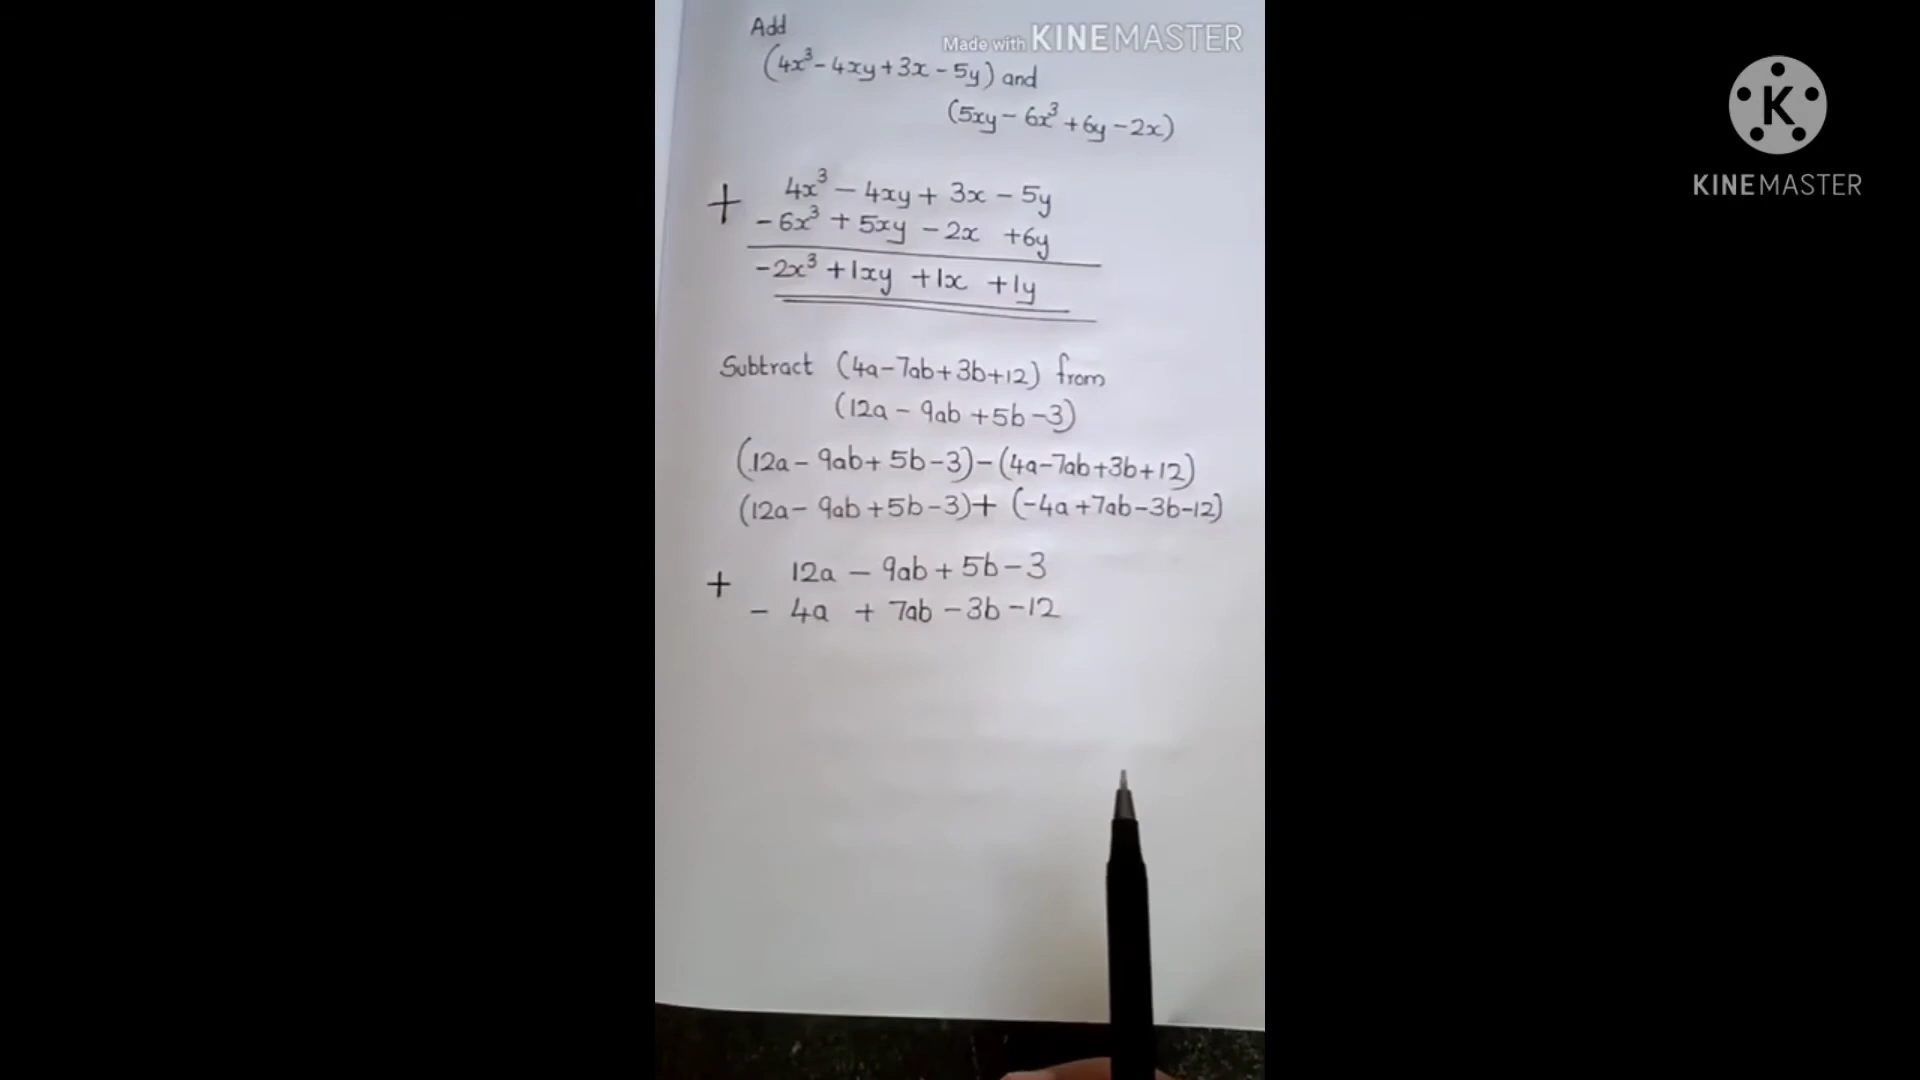 Add
Made with KINEMASTER
(4x³ - 4xy + 3x - 5y) and
(5xy - 6x³ + 6y - 2x)
KINEMASTER
4x³ - 4xy + 3x - 5y
+
- 6x³ + 5xy - 2x + 6y
- 2x³ + 1xy + 1x + 1y
Subtract (4a - 7ab + 3b + 12) from
(12a - 9ab + 5b - 3)
(12a - 9ab + 5b - 3) - (4a - 7ab + 3b + 12)
(12a - 9ab + 5b - 3) + (-4a + 7ab - 3b - 12)
+ 12a - 9ab + 5b - 3
- 4a + 7ab - 3b - 12